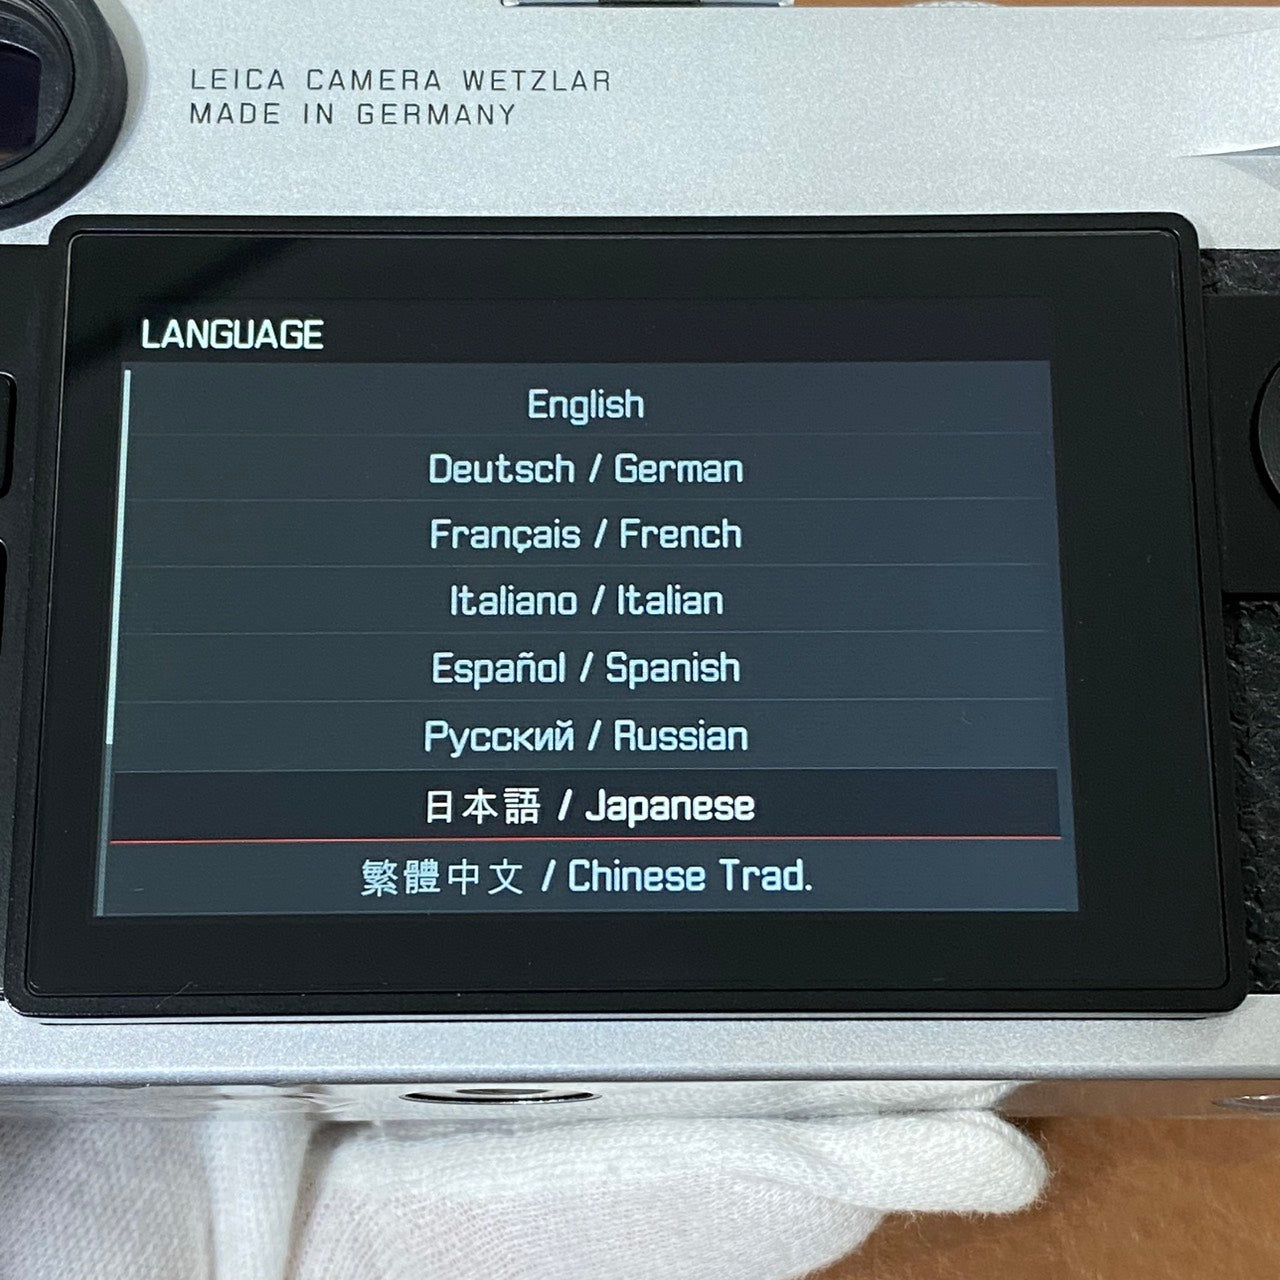 LEICA CAMERA WETZLAR
MADE IN GERMANY
LANGUAGE
English
Deutsch / German
Français / French
Italiano / Italian
Español / Spanish
Русский / Russian
日本語 / Japanese
繁體中文 / Chinese Trad.